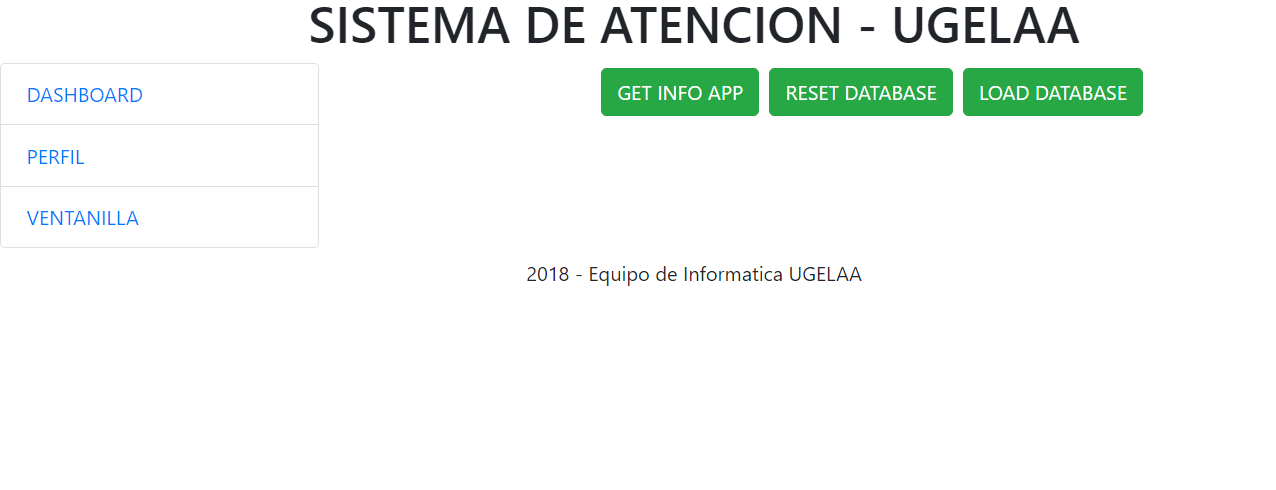 SISTEMA DE ATENCION - UGELAA
DASHBOARD
PERFIL
VENTANILLA
GET INFO APP
RESET DATABASE
LOAD DATABASE
2018 - Equipo de Informatica UGELAA